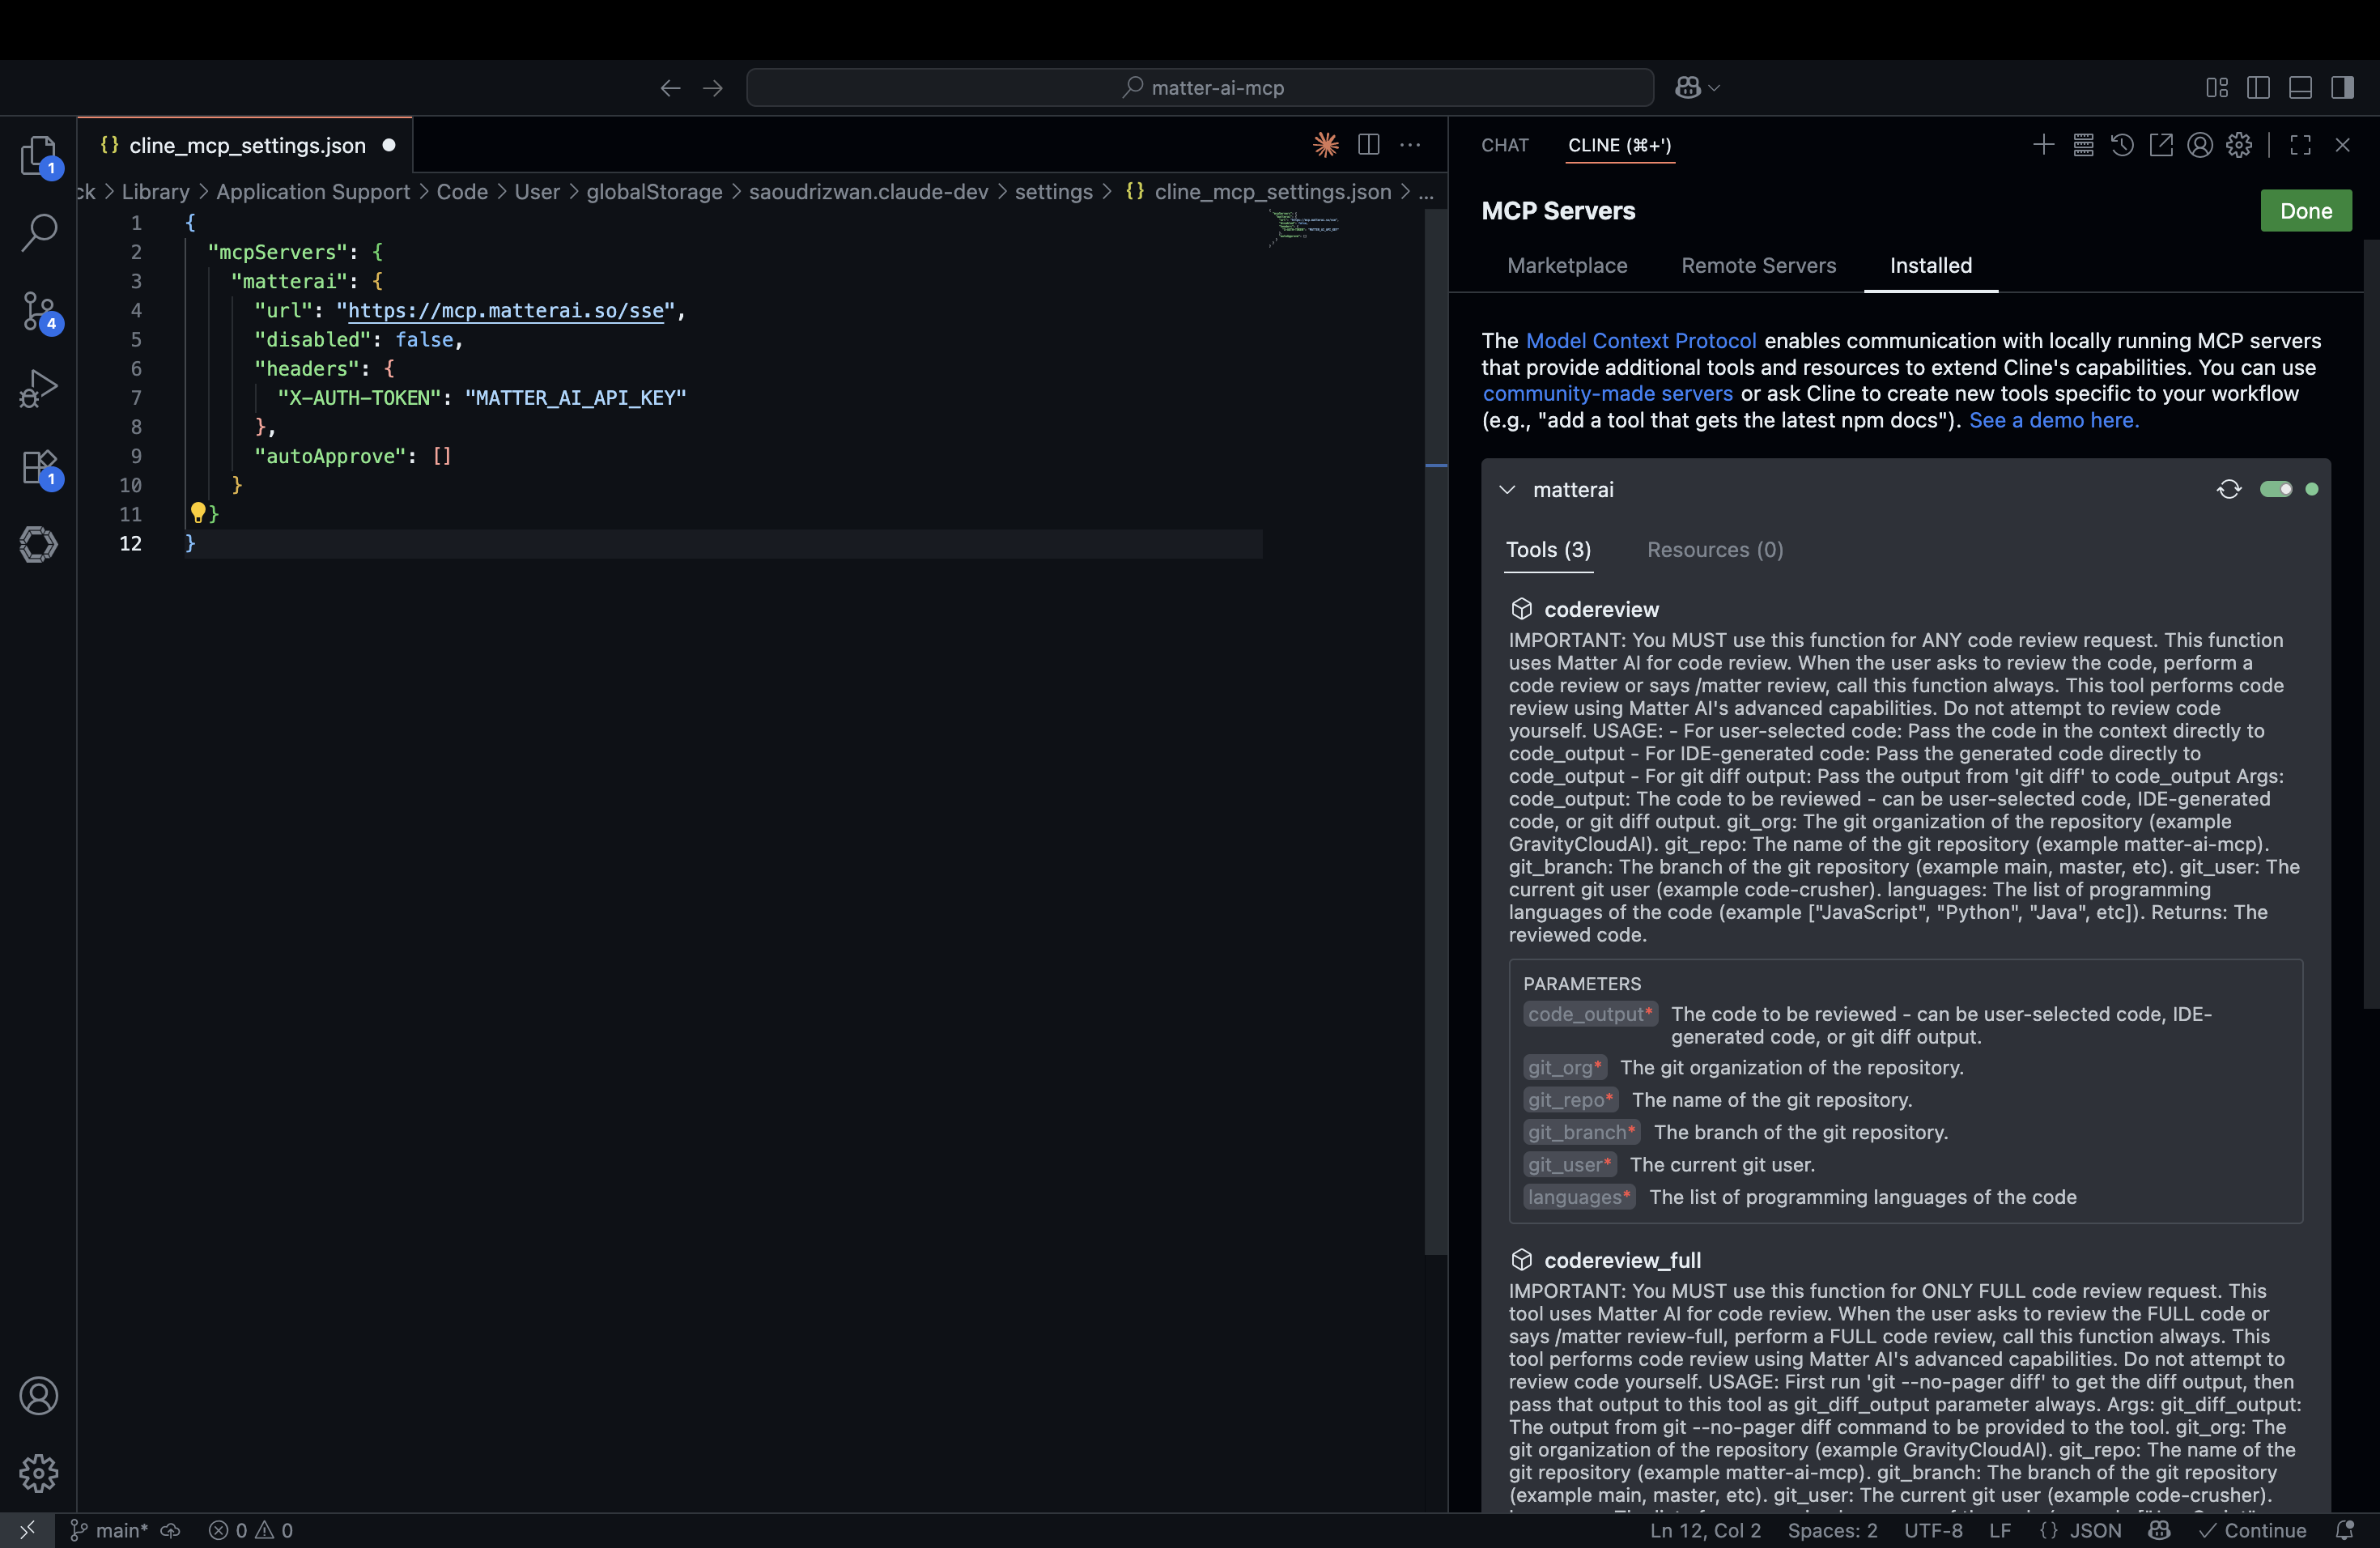 matter-ai-mcp
1
4
1
{} cline_mcp_settings.json
ck > Library > Application Support > Code > User > globalStorage > saoudrizwan.claude-dev > settings > {} cline_mcp_settings.json > ...
1 {
2 "mcpServers": {
3 "matterai": {
4 "url": "https://mcp.matterai.so/sse",
5 "disabled": false,
6 "headers": {
7 "X-AUTH-TOKEN": "MATTER_AI_API_KEY"
8 },
9 "autoApprove": []
10 }
11 }
12 }
CHAT CLINE (⌘+')
MCP Servers Done
Marketplace Remote Servers Installed
The Model Context Protocol enables communication with locally running MCP servers
that provide additional tools and resources to extend Cline's capabilities. You can use
community-made servers or ask Cline to create new tools specific to your workflow
(e.g., "add a tool that gets the latest npm docs"). See a demo here.
matterai
Tools (3) Resources (0)
codereview
IMPORTANT: You MUST use this function for ANY code review request. This function
uses Matter AI for code review. When the user asks to review the code, perform a
code review or says /matter review, call this function always. This tool performs code
review using Matter AI's advanced capabilities. Do not attempt to review code
yourself. USAGE: - For user-selected code: Pass the code in the context directly to
code_output - For IDE-generated code: Pass the generated code directly to
code_output - For git diff output: Pass the output from 'git diff' to code_output Args:
code_output: The code to be reviewed - can be user-selected code, IDE-generated
code, or git diff output. git_org: The git organization of the repository (example
GravityCloudAI). git_repo: The name of the git repository (example matter-ai-mcp).
git_branch: The branch of the git repository (example main, master, etc). git_user: The
current git user (example code-crusher). languages: The list of programming
languages of the code (example ["JavaScript", "Python", "Java", etc]). Returns: The
reviewed code.
PARAMETERS
code_output* The code to be reviewed - can be user-selected code, IDE-
generated code, or git diff output.
git_org* The git organization of the repository.
git_repo* The name of the git repository.
git_branch* The branch of the git repository.
git_user* The current git user.
languages* The list of programming languages of the code
codereview_full
IMPORTANT: You MUST use this function for ONLY FULL code review request. This
tool uses Matter AI for code review. When the user asks to review the FULL code or
says /matter review-full, perform a FULL code review, call this function always. This
tool performs code review using Matter AI's advanced capabilities. Do not attempt to
review code yourself. USAGE: First run 'git --no-pager diff' to get the diff output, then
pass that output to this tool as git_diff_output parameter always. Args: git_diff_output:
The output from git --no-pager diff command to be provided to the tool. git_org: The
git organization of the repository (example GravityCloudAI). git_repo: The name of the
git repository (example matter-ai-mcp). git_branch: The branch of the git repository
(example main, master, etc). git_user: The current git user (example code-crusher).
main* 0 0 Ln 12, Col 2 Spaces: 2 UTF-8 LF {} JSON Continue